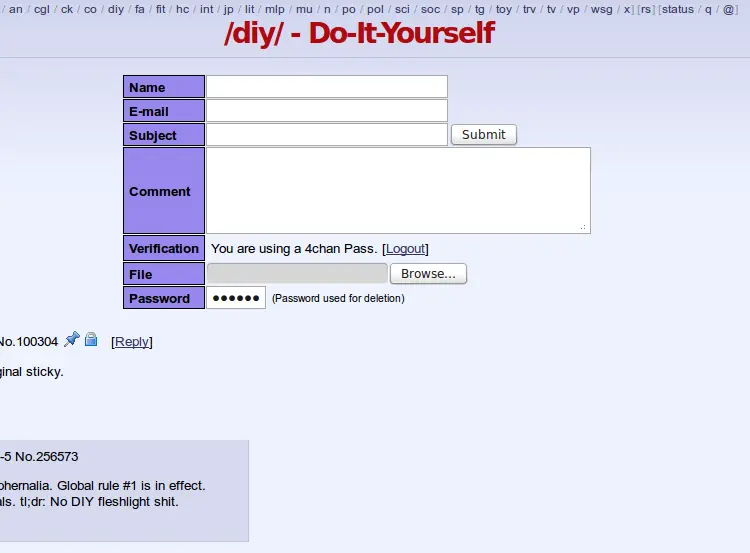 / an / cgl / ck / co / diy / fa / fit / hc / int / jp / lit / mlp / mu / n / po / pol / sci / soc / sp / tg / toy / trv / tv / vp / wsg / x] [rs] [status / q / @]
/diy/ - Do-It-Yourself
Name
E-mail
Subject Submit
Comment
Verification You are using a 4chan Pass. [Logout]
File Browse...
Password ●●●●●● (Password used for deletion)
No.100304 [Reply]
ginal sticky.
-5 No.256573
phernalia. Global rule #1 is in effect.
als. tl;dr: No DIY fleshlight shit.